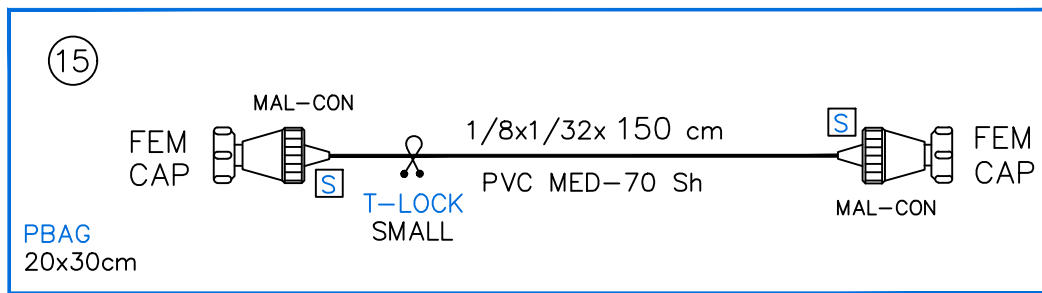 15
MAL-CON
FEM
CAP
S
1/8x1/32x 150 cm
PVC MED-70 Sh
T-LOCK
SMALL
S
FEM
CAP
MAL-CON
PBAG
20x30cm